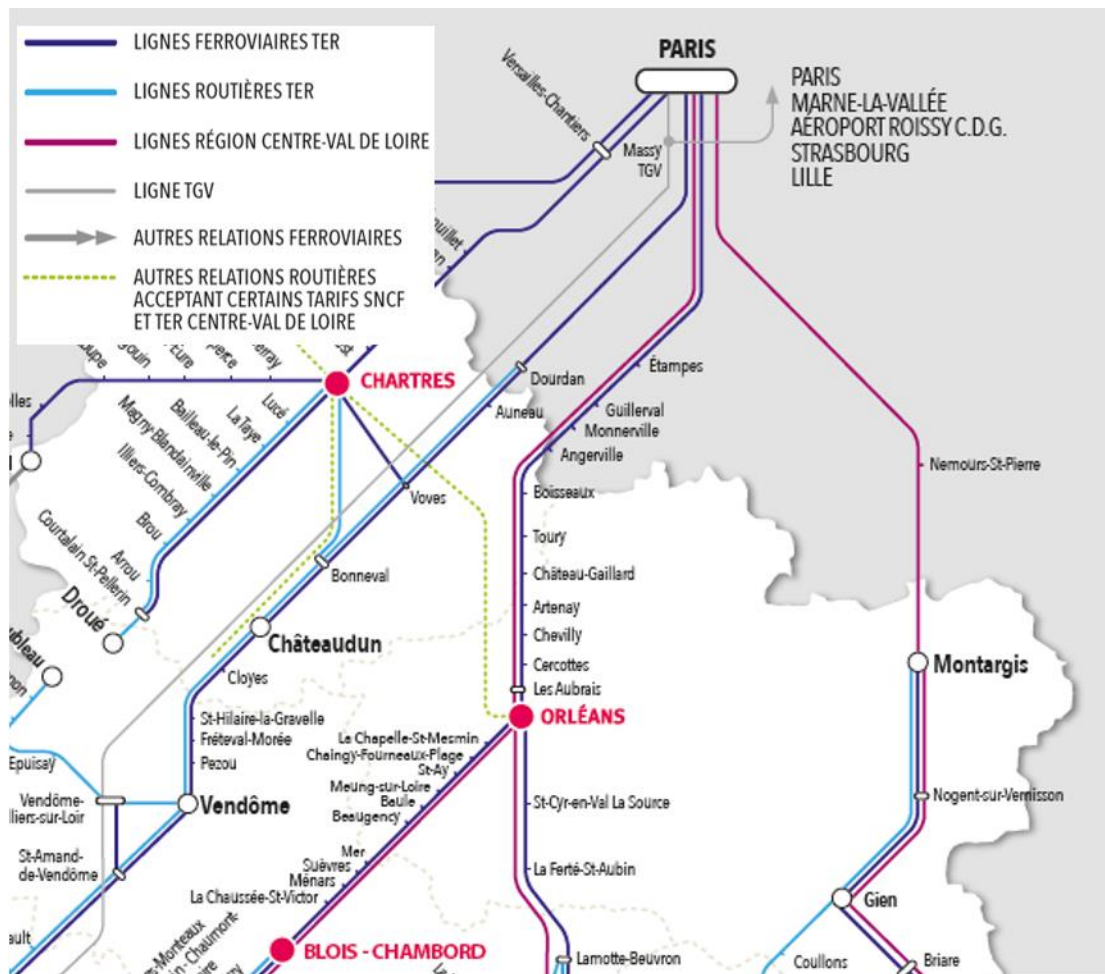 LIGNES FERROVIAIRES TER
LIGNES ROUTIÈRES TER
LIGNES RÉGION CENTRE-VAL DE LOIRE
LIGNE TGV
AUTRES RELATIONS FERROVIAIRES
AUTRES RELATIONS ROUTIÈRES
ACCEPTANT CERTAINS TARIFS SNCF
ET TER CENTRE-VAL DE LOIRE
PARIS
Versailles-Chantiers
Massy
TGV
PARIS
MARNE-LA-VALLÉE
AÉROPORT ROISSY C.D.G.
STRASBOURG
LILLE
CHARTRES
Dourdan
Étampes
Auneau
Guillerval
Monnerville
Angerville
Nemours-St-Pierre
Lucé
La Taye
Bailleau-le-Pin
Magny-Blandainville
Illiers-Combray
Brou
Arrou
Courtalain St-Pellerin
Droué
Voves
Boisseaux
Toury
Château-Gaillard
Bonneval
Artenay
Chevilly
Châteaudun
Cercottes
Les Aubrais
Montargis
Cloyes
ORLÉANS
St-Hilaire-la-Gravelle
Fréteval-Morée
Pezou
Epuisay
La Chapelle-St-Mesmin
Chaingy-Fourneaux-Plage
St-Ay
Meung-sur-Loire
Baule
Beaugency
Vendôme-
lliers-sur-Loir
Vendôme
St-Cyr-en-Val La Source
Nogent-sur-Vernisson
St-Amand-
de-Vendôme
Mer
Suèvres
Ménars
La Chaussée-St-Victor
La Ferté-St-Aubin
Gien
BLOIS - CHAMBORD
Lamotte-Beuvron
Coullons
Briare